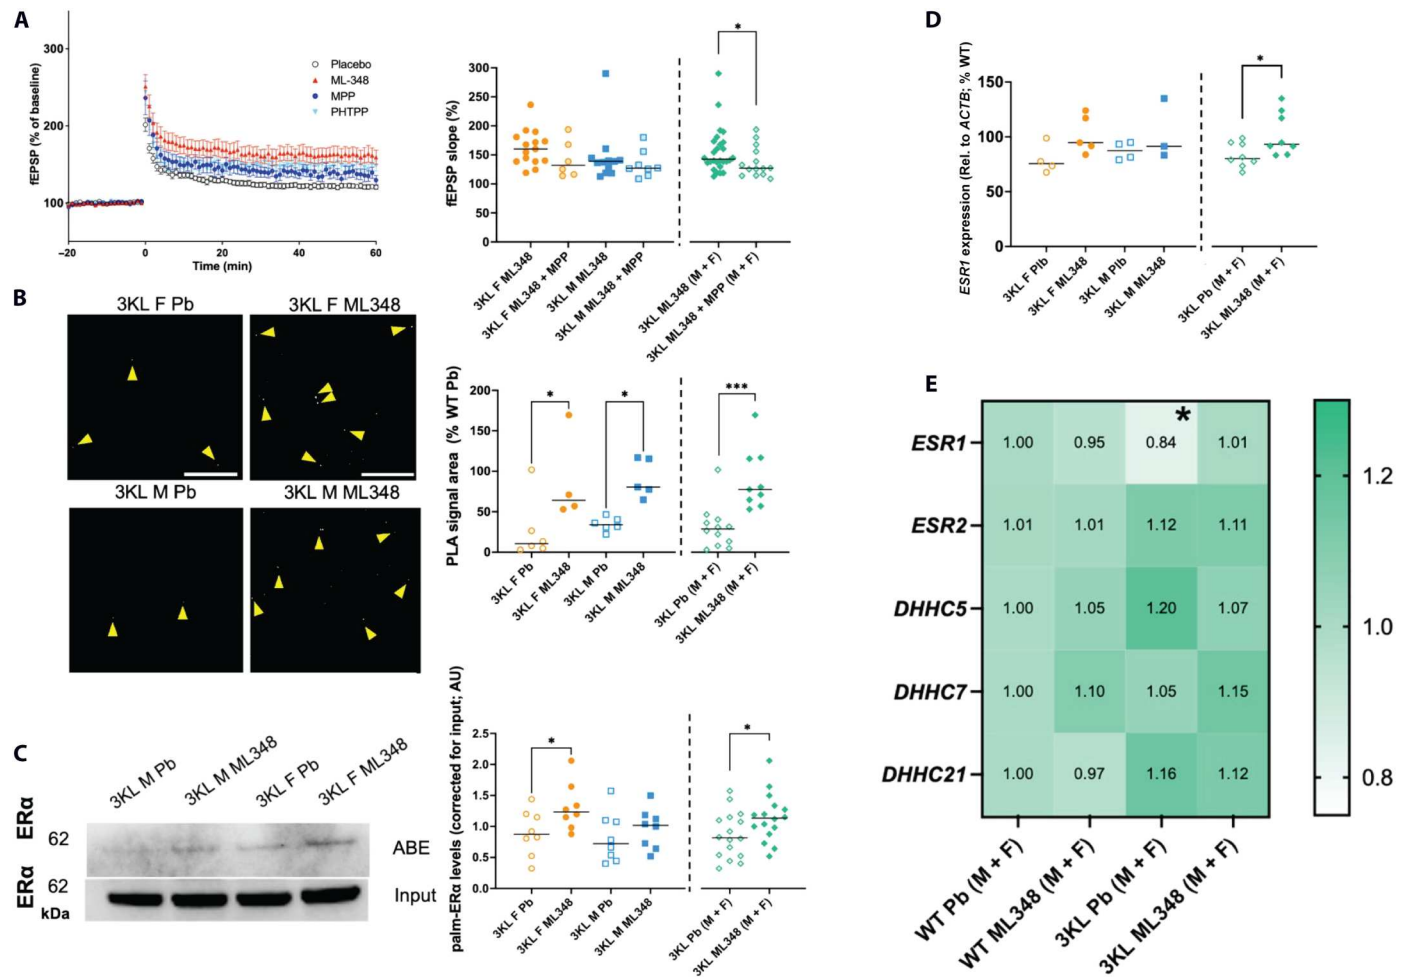 A
fEPSP (% of baseline)
300
200
100
−20
0
20
40
60
Time (min)
Placebo
ML-348
MPP
PHTPP
fEPSP slope (%)
300
250
200
150
100
50
0
*
3KL F ML348
3KL F ML348 + MPP
3KL M ML348
3KL M ML348 + MPP
3KL ML348 (M + F)
3KL ML348 + MPP (M + F)
B
3KL F Pb
3KL F ML348
3KL M Pb
3KL M ML348
PLA signal area (% WT Pb)
200
150
100
50
0
*
*
***
3KL F Pb
3KL F ML348
3KL M Pb
3KL M ML348
3KL Pb (M + F)
3KL ML348 (M + F)
C
3KL M Pb
3KL M ML348
3KL F Pb
3KL F ML348
ERα
62
ABE
ERα
62
kDa
Input
palm-ERα levels (corrected for input; AU)
2.5
2.0
1.5
1.0
0.5
0.0
*
*
3KL F Pb
3KL F ML348
3KL M Pb
3KL M ML348
3KL Pb (M + F)
3KL ML348 (M + F)
D
ESR1 expression (Rel. to ACTB; % WT)
150
100
50
0
*
3KL F Plb
3KL F ML348
3KL M Plb
3KL M ML348
3KL Pb (M + F)
3KL ML348 (M + F)
E
ESR1 1.00 0.95 0.84 * 1.01
ESR2 1.01 1.01 1.12 1.11
DHHC5 1.00 1.05 1.20 1.07
DHHC7 1.00 1.10 1.05 1.15
DHHC21 1.00 0.97 1.16 1.12
WT Pb (M + F)
WT ML348 (M + F)
3KL Pb (M + F)
3KL ML348 (M + F)
1.2
1.0
0.8